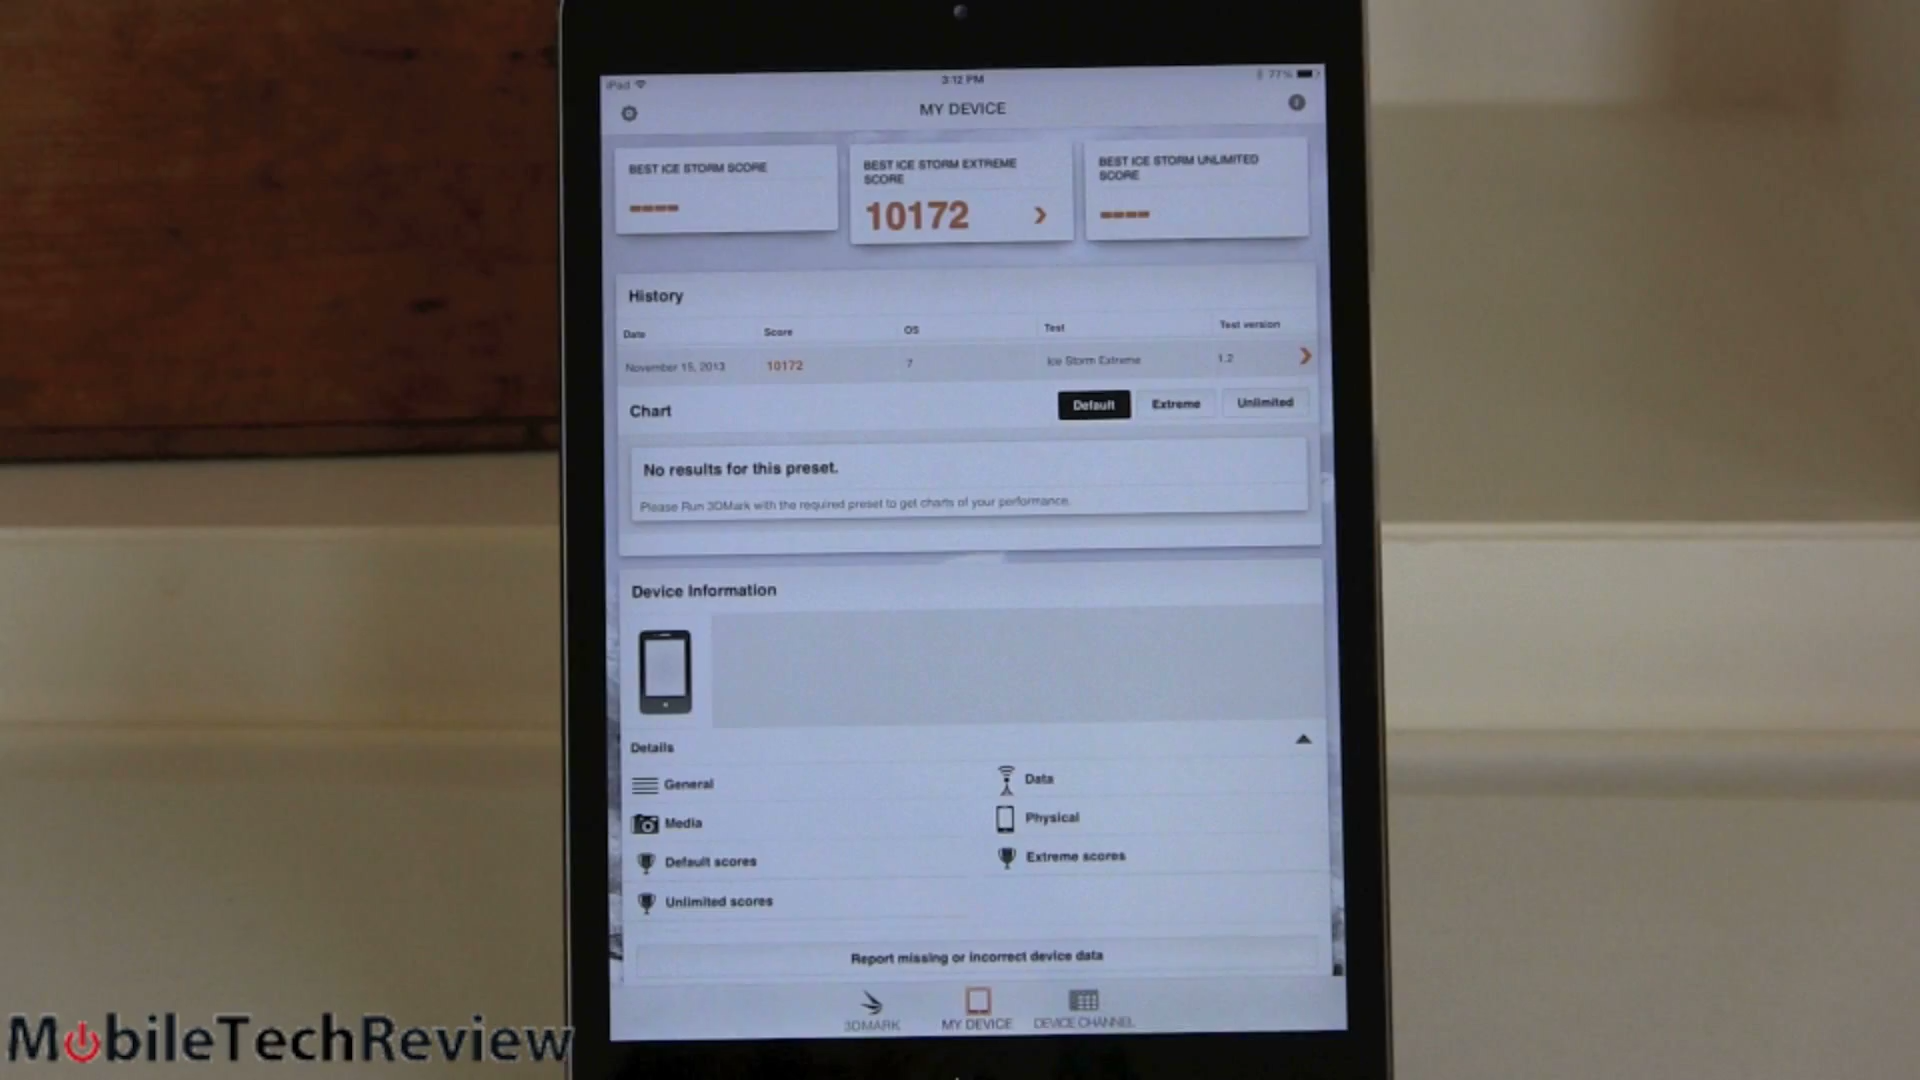 iPad
3:12 PM
77%
MY DEVICE
BEST ICE STORM SCORE
----
BEST ICE STORM EXTREME
SCORE
10172
BEST ICE STORM UNLIMITED
SCORE
----
History
Date Score OS Test Test version
November 15, 2013 10172 7 Ice Storm Extreme 1.2
Chart
Default Extreme Unlimited
No results for this preset.
Please Run 3DMark with the required preset to get charts of your performance.
Device Information
Details
General
Data
Media
Physical
Default scores
Extreme scores
Unlimited scores
Report missing or incorrect device data
3DMARK MY DEVICE DEVICE CHANNEL
MobileTechReview